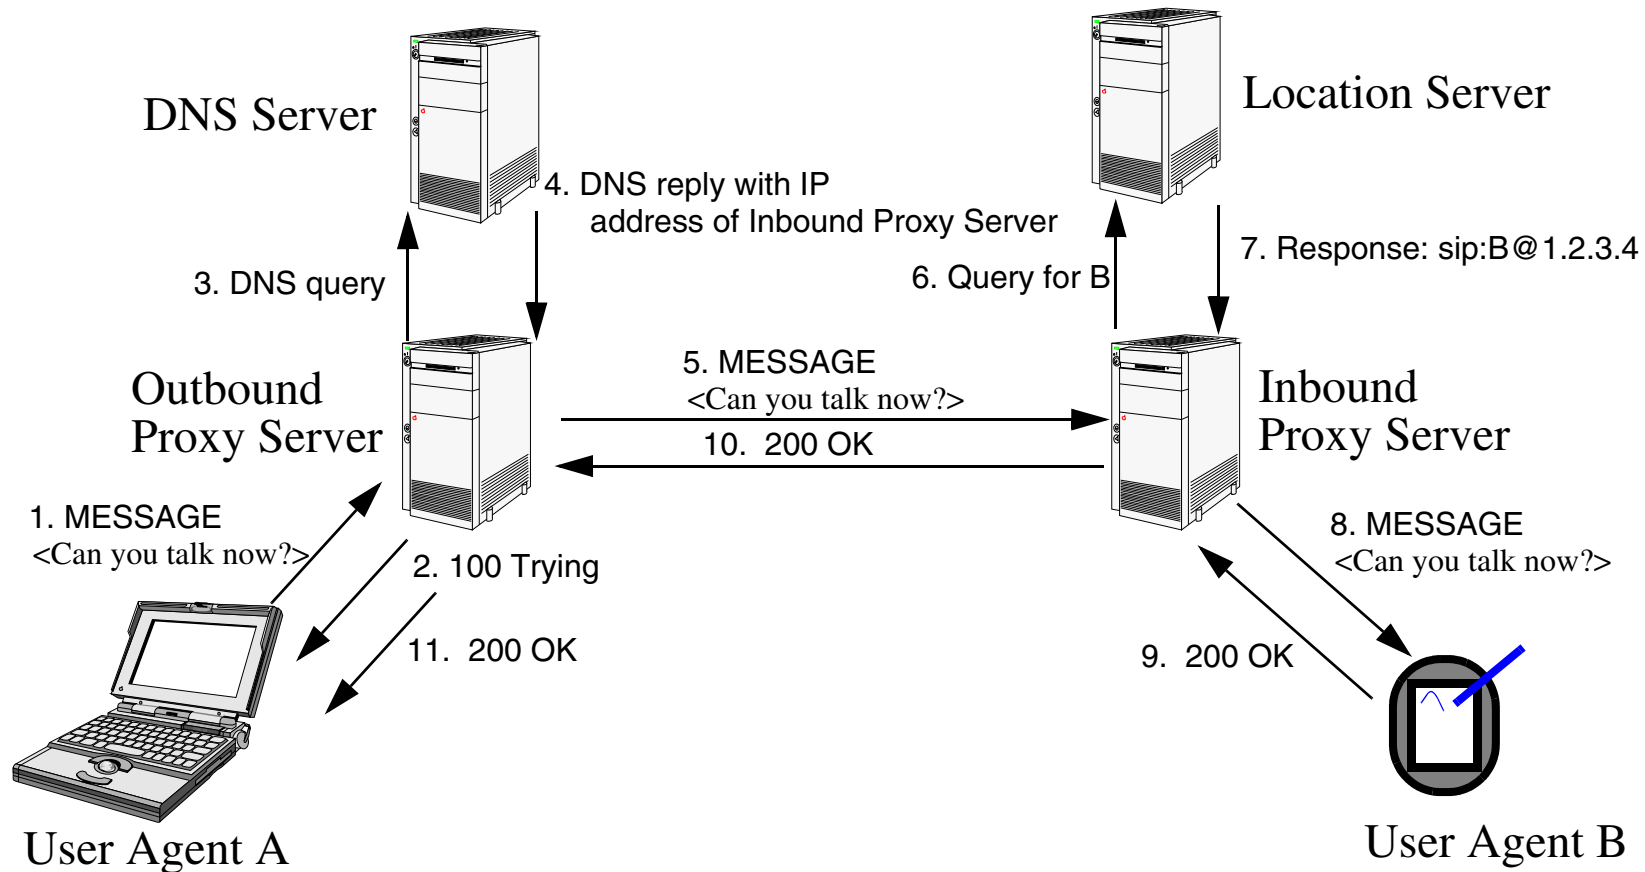 DNS Server
Location Server
4. DNS reply with IP
address of Inbound Proxy Server
3. DNS query
6. Query for B
7. Response: sip:B@1.2.3.4
Outbound
Proxy Server
5. MESSAGE
<Can you talk now?>
10. 200 OK
Inbound
Proxy Server
1. MESSAGE
<Can you talk now?>
2. 100 Trying
11. 200 OK
8. MESSAGE
<Can you talk now?>
9. 200 OK
User Agent A
User Agent B